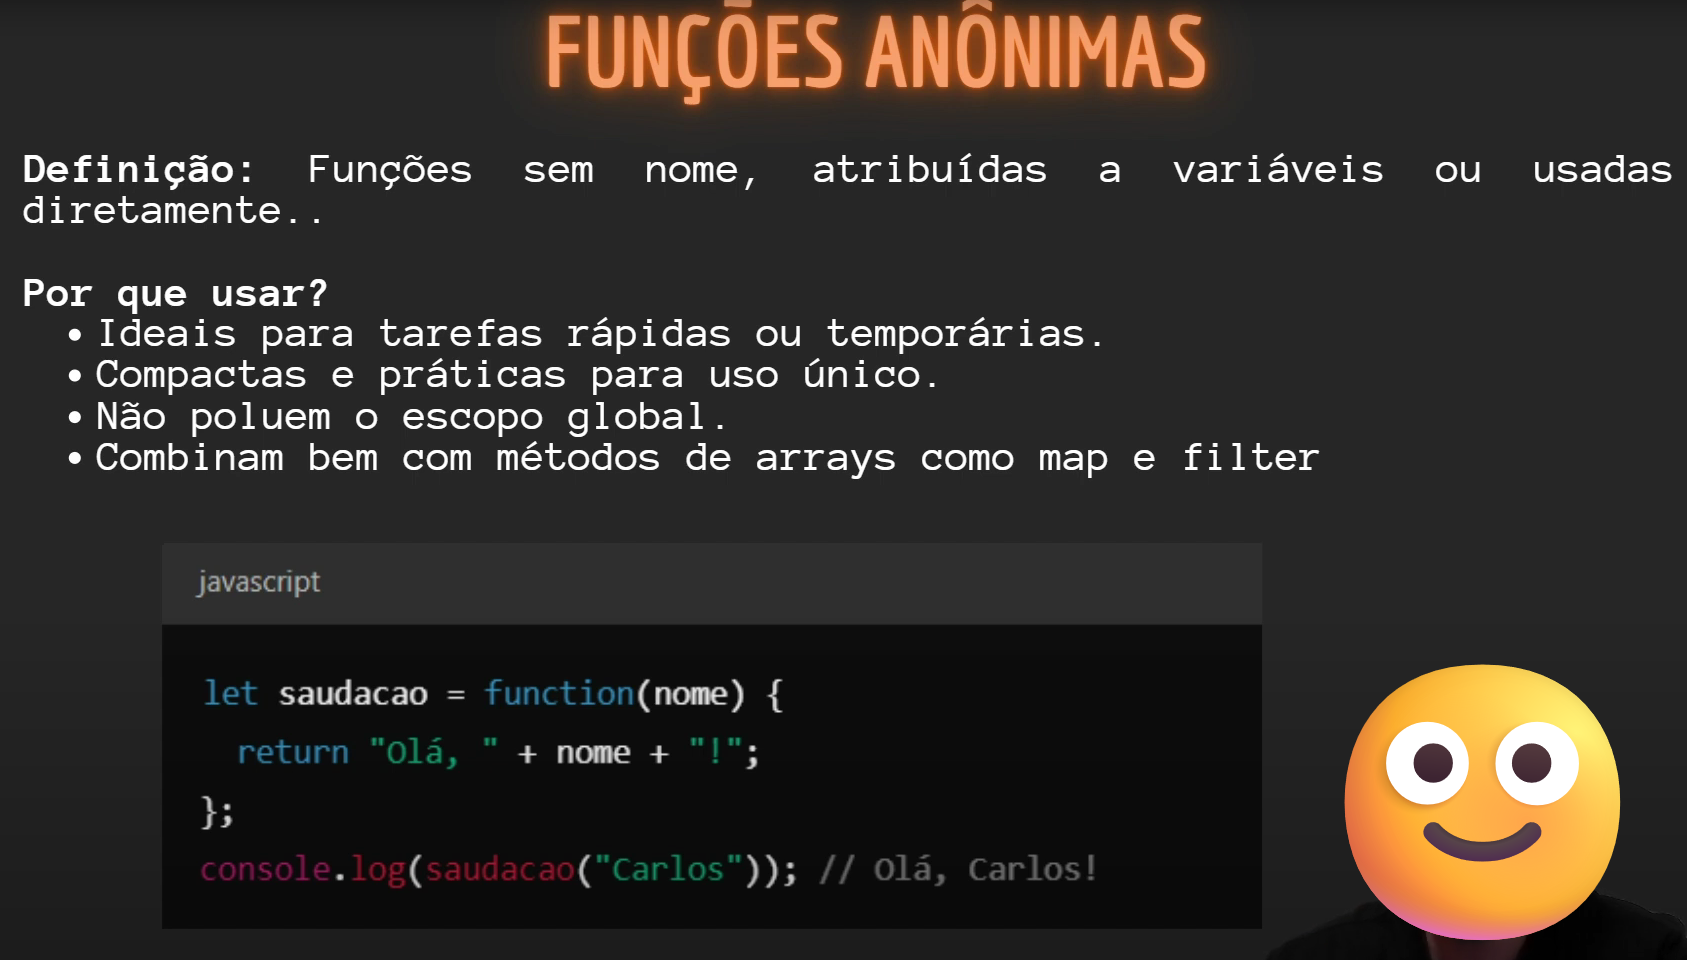 FUNÇÕES ANÔNIMAS
Definição: Funções sem nome, atribuídas a variáveis ou usadas
diretamente..
Por que usar?
• Ideais para tarefas rápidas ou temporárias.
• Compactas e práticas para uso único.
• Não poluem o escopo global.
• Combinam bem com métodos de arrays como map e filter
javascript
let saudacao = function(nome) {
  return "Olá, " + nome + "!";
};
console.log(saudacao("Carlos")); // Olá, Carlos!